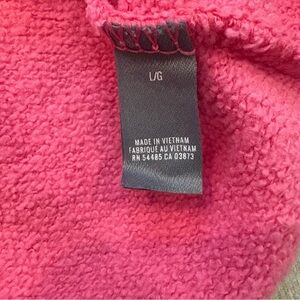 L/G
MADE IN VIETNAM
FABRIQUÉ AU VIETNAM
RN 54485 CA 03873